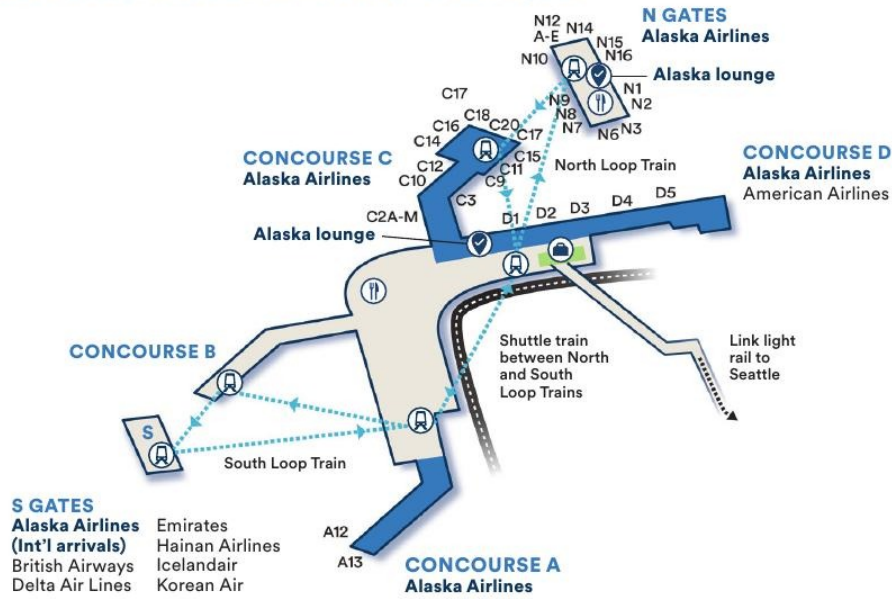 N GATES
Alaska Airlines
N12
A-E
N14
N15
N16
N10
Alaska lounge
N1
N2
N9
N8
N7
N6
N3
C17
C18
C16
C20
C14
C17
CONCOURSE C
Alaska Airlines
C12
C15
C11
C10
C9
North Loop Train
CONCOURSE D
Alaska Airlines
American Airlines
C3
C2A-M
D1
D2
D3
D4
D5
Alaska lounge
CONCOURSE B
Shuttle train
between North
and South
Loop Trains
Link light
rail to
Seattle
S
South Loop Train
S GATES
Alaska Airlines
(Int'l arrivals)
British Airways
Delta Air Lines
Emirates
Hainan Airlines
Icelandair
Korean Air
A12
A13
CONCOURSE A
Alaska Airlines